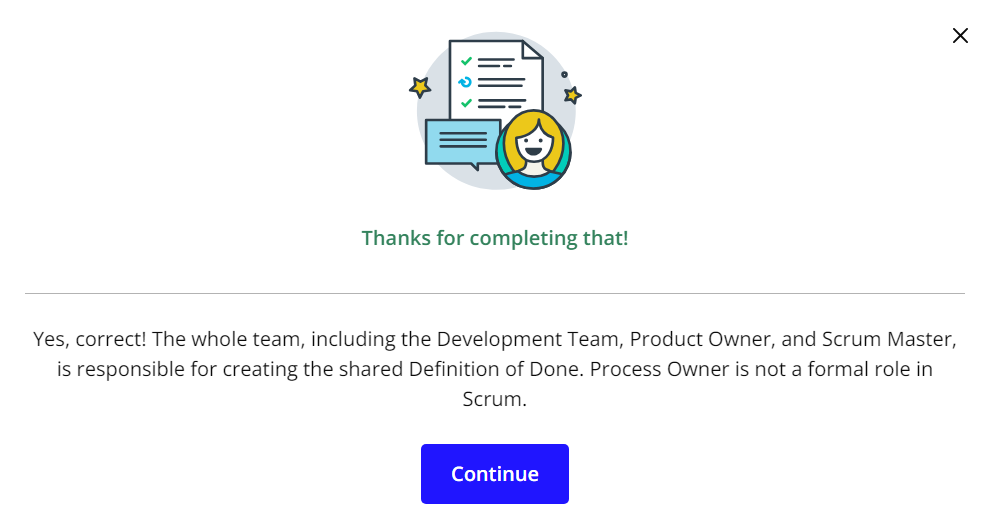 Thanks for completing that!
Yes, correct! The whole team, including the Development Team, Product Owner, and Scrum Master,
is responsible for creating the shared Definition of Done. Process Owner is not a formal role in
Scrum.
Continue